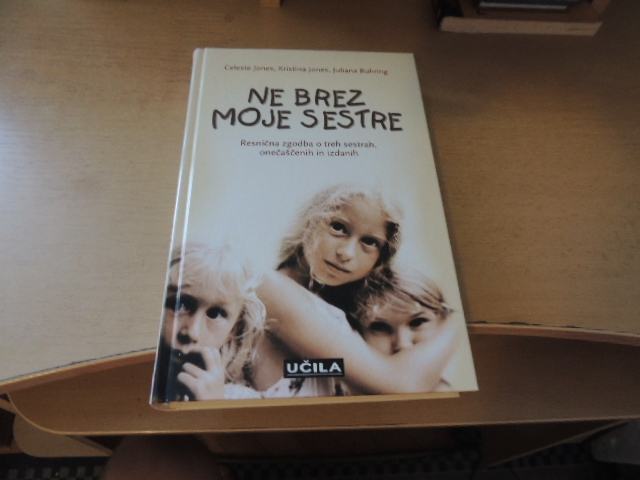 Celeste Jones, Kristina Jones, Juliana Buhring
NE BREZ
MOJE SESTRE
Resnična zgodba o treh sestrah,
onečaščenih in izdanih
UČILA